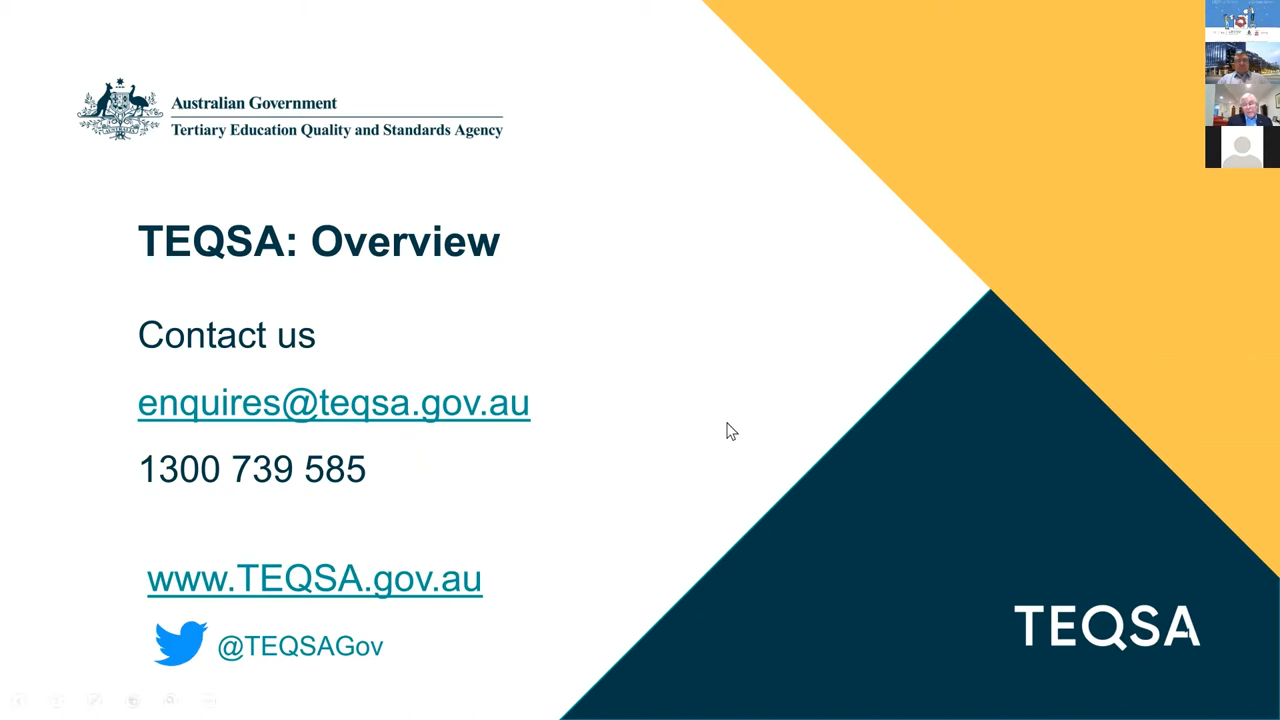 Australian Government
Tertiary Education Quality and Standards Agency
TEQSA: Overview
Contact us
enquires@teqsa.gov.au
1300 739 585
www.TEQSA.gov.au
@TEQSAGov
TEQSA